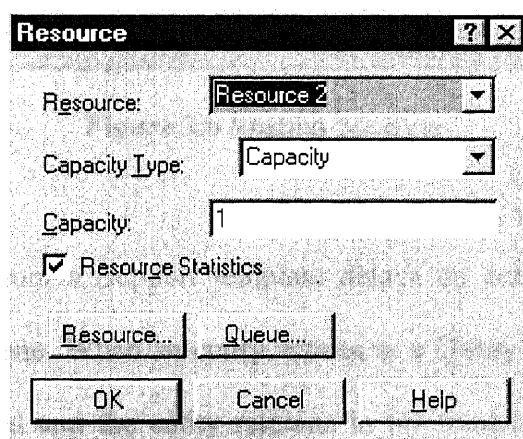 Resource
Resource: Resource 2
Capacity Type: Capacity
Capacity: 1
Resource Statistics
Resource... Queue...
OK Cancel Help